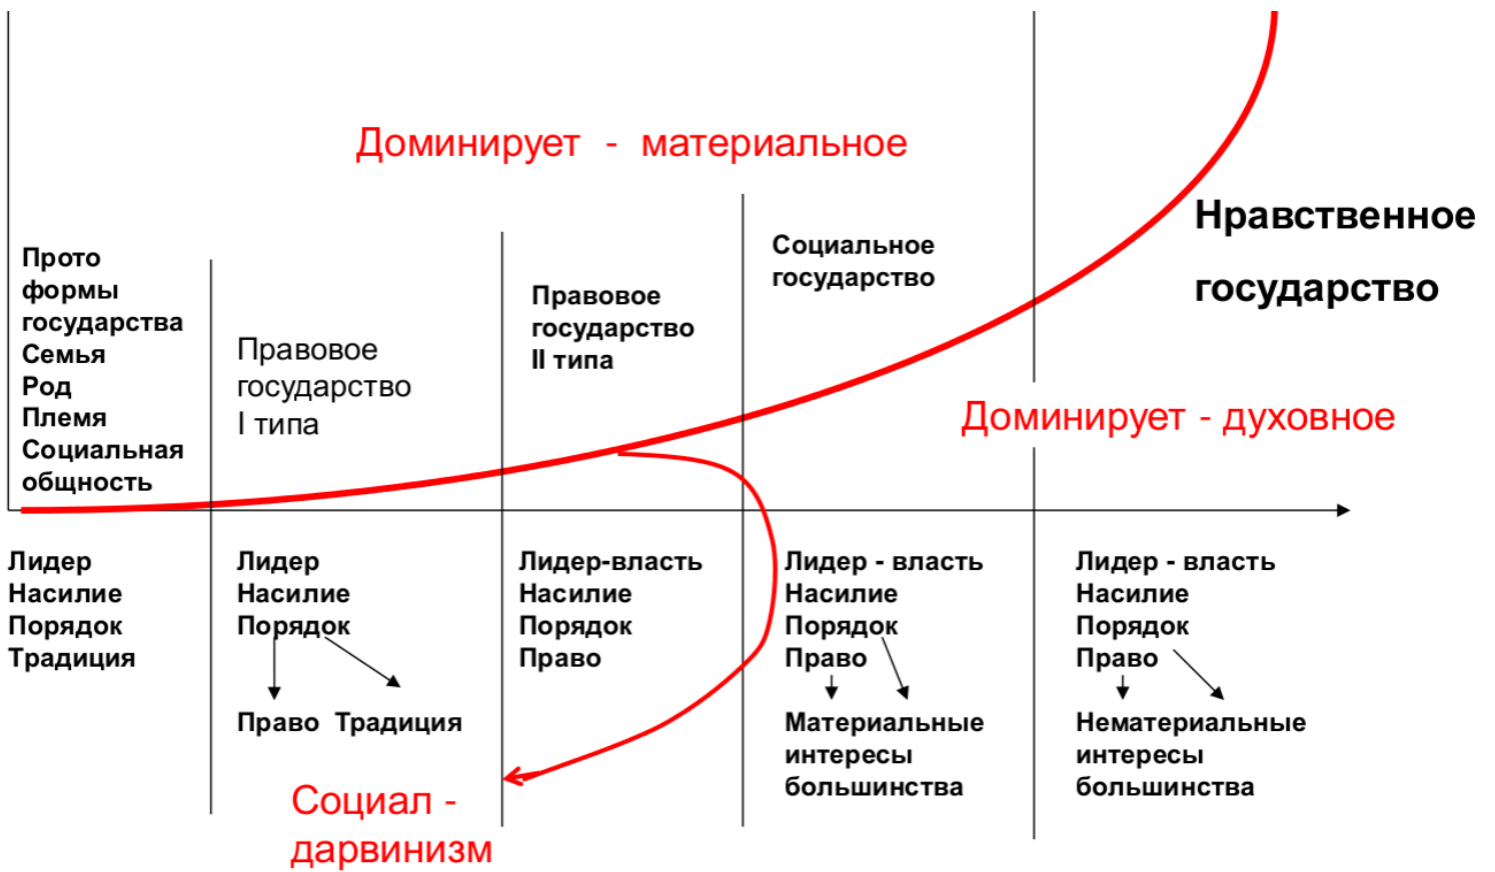 Доминирует - материальное
Нравственное
государство
Прото
формы
государства
Семья
Род
Племя
Социальная
общность
Правовое
государство
I типа
Правовое
государство
II типа
Социальное
государство
Доминирует - духовное
Лидер
Насилие
Порядок
Традиция
Лидер
Насилие
Порядок
Право Традиция
Лидер-власть
Насилие
Порядок
Право
Лидер - власть
Насилие
Порядок
Право
Материальные
интересы
большинства
Лидер - власть
Насилие
Порядок
Право
Нематериальные
интересы
большинства
Социал -
дарвинизм